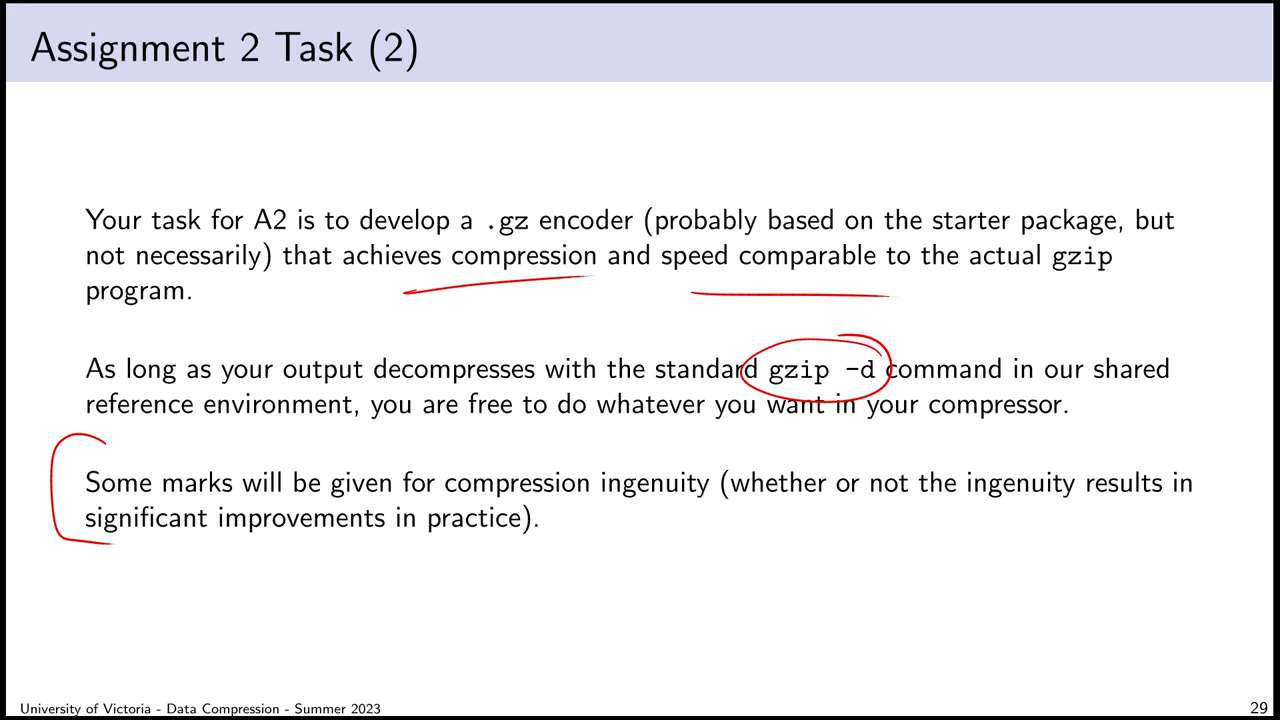 Assignment 2 Task (2)
Your task for A2 is to develop a .gz encoder (probably based on the starter package, but
not necessarily) that achieves compression and speed comparable to the actual gzip
program.
As long as your output decompresses with the standard gzip -d command in our shared
reference environment, you are free to do whatever you want in your compressor.
Some marks will be given for compression ingenuity (whether or not the ingenuity results in
significant improvements in practice).
University of Victoria - Data Compression - Summer 2023
29